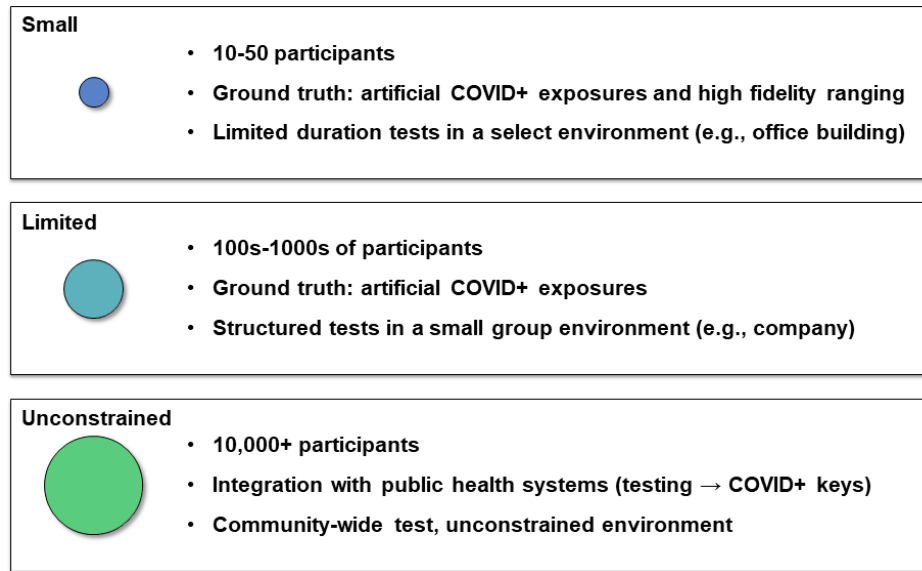 Small
• 10-50 participants
• Ground truth: artificial COVID+ exposures and high fidelity ranging
• Limited duration tests in a select environment (e.g., office building)
Limited
• 100s-1000s of participants
• Ground truth: artificial COVID+ exposures
• Structured tests in a small group environment (e.g., company)
Unconstrained
• 10,000+ participants
• Integration with public health systems (testing → COVID+ keys)
• Community-wide test, unconstrained environment